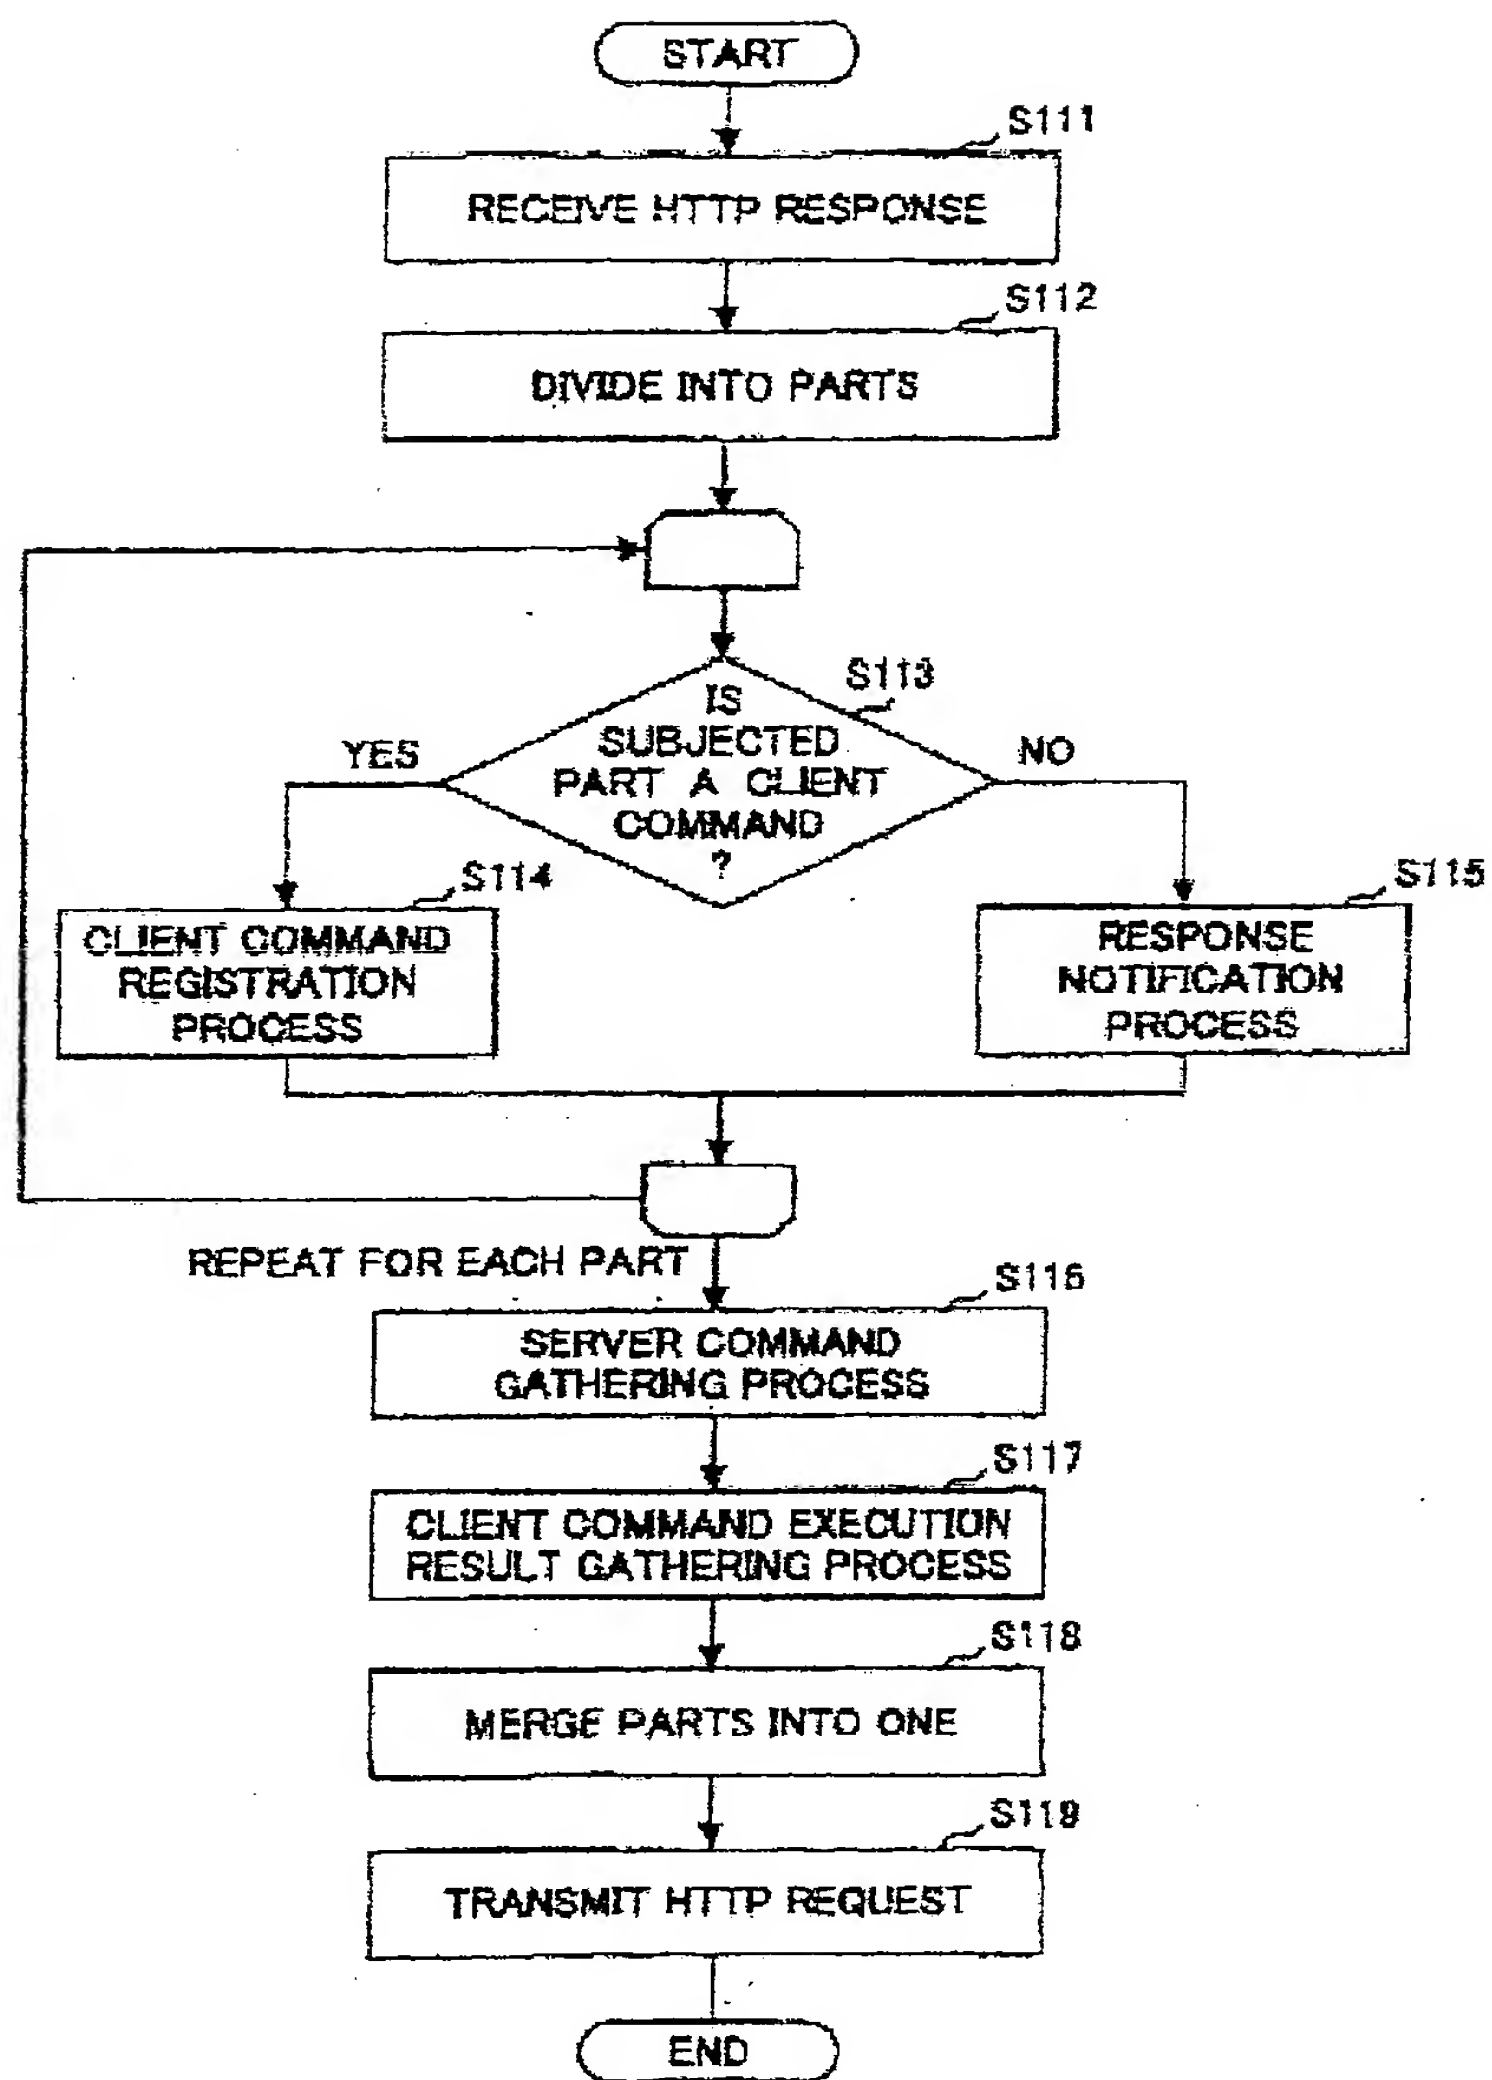 START
S111
RECEIVE HTTP RESPONSE
S112
DIVIDE INTO PARTS
S113
IS
SUBJECTED
PART A CLIENT
COMMAND
?
YES
NO
S114
CLIENT COMMAND
REGISTRATION
PROCESS
S115
RESPONSE
NOTIFICATION
PROCESS
REPEAT FOR EACH PART
S116
SERVER COMMAND
GATHERING PROCESS
S117
CLIENT COMMAND EXECUTION
RESULT GATHERING PROCESS
S118
MERGE PARTS INTO ONE
S119
TRANSMIT HTTP REQUEST
END